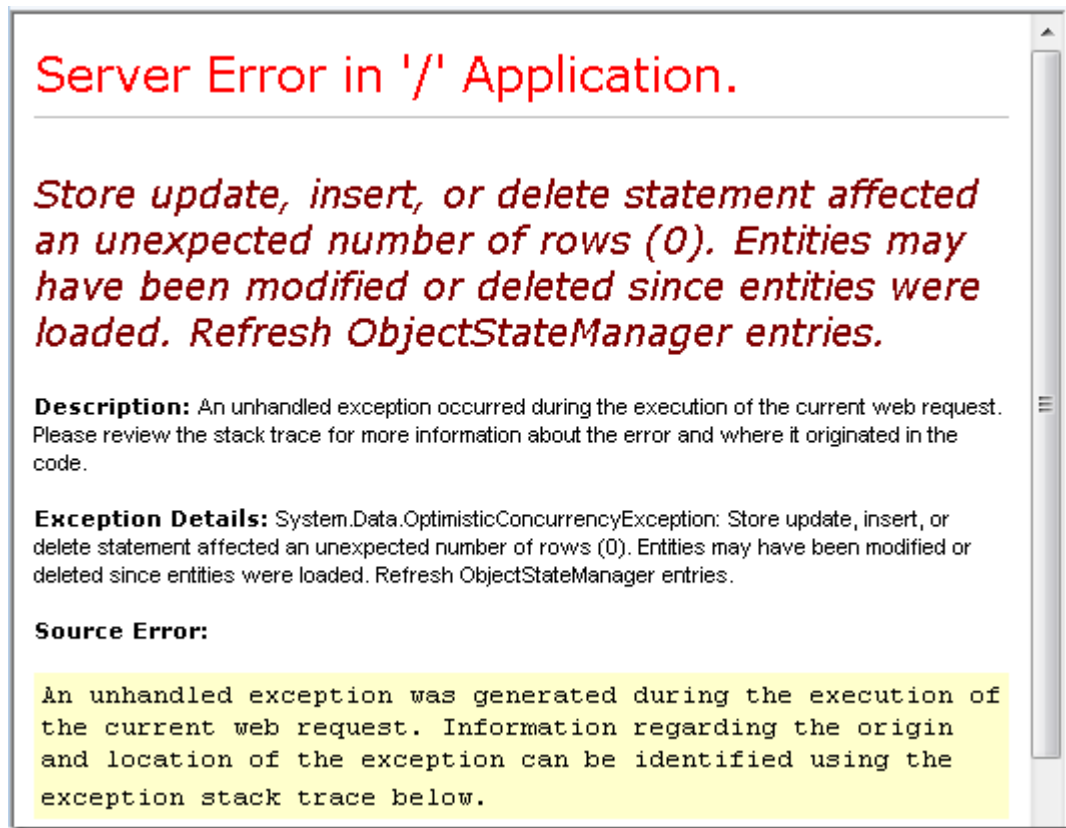 Server Error in '/' Application.
Store update, insert, or delete statement affected
an unexpected number of rows (0). Entities may
have been modified or deleted since entities were
loaded. Refresh ObjectStateManager entries.
Description: An unhandled exception occurred during the execution of the current web request.
Please review the stack trace for more information about the error and where it originated in the
code.
Exception Details: System.Data.OptimisticConcurrencyException: Store update, insert, or
delete statement affected an unexpected number of rows (0). Entities may have been modified or
deleted since entities were loaded. Refresh ObjectStateManager entries.
Source Error:
An unhandled exception was generated during the execution of
the current web request. Information regarding the origin
and location of the exception can be identified using the
exception stack trace below.